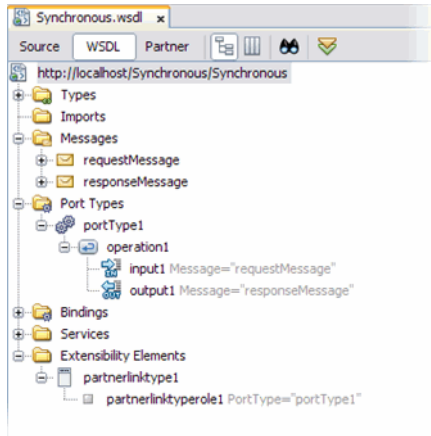 Synchronous.wsdl x
Source WSDL Partner
http://localhost/Synchronous/Synchronous
Types
Imports
Messages
requestMessage
responseMessage
Port Types
portType1
operation1
input1 Message="requestMessage"
output1 Message="responseMessage"
Bindings
Services
Extensibility Elements
partnerlinktype1
partnerlinktyperole1 PortType="portType1"